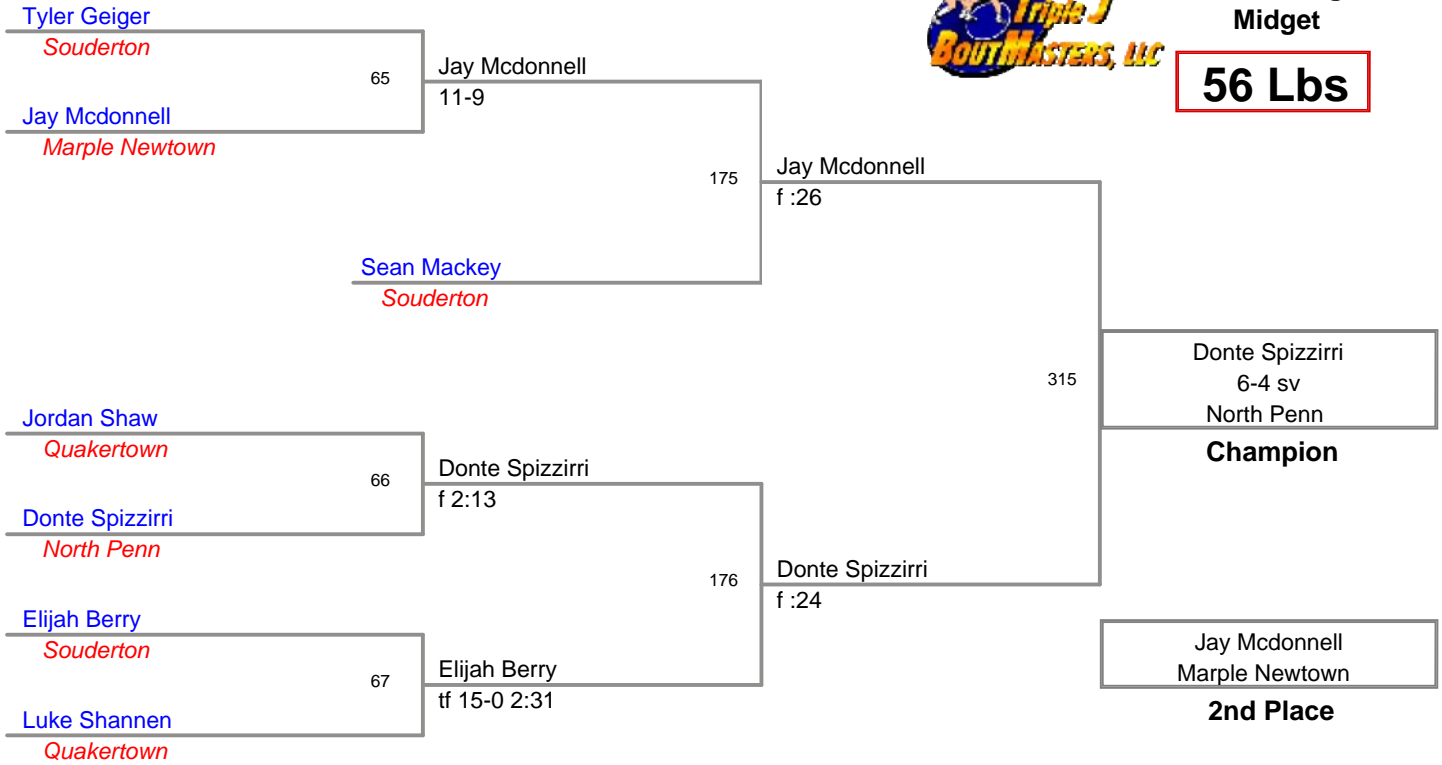 Triple J
BoutMasters, LLC
Midget
56 Lbs
Tyler Geiger
Souderton
65
Jay Mcdonnell
11-9
Jay Mcdonnell
Marple Newtown
175
Jay Mcdonnell
f :26
Sean Mackey
Souderton
315
Donte Spizzirri
6-4 sv
North Penn
Champion
Jordan Shaw
Quakertown
66
Donte Spizzirri
f 2:13
Donte Spizzirri
North Penn
176
Donte Spizzirri
f :24
Elijah Berry
Souderton
67
Elijah Berry
tf 15-0 2:31
Luke Shannen
Quakertown
Jay Mcdonnell
Marple Newtown
2nd Place